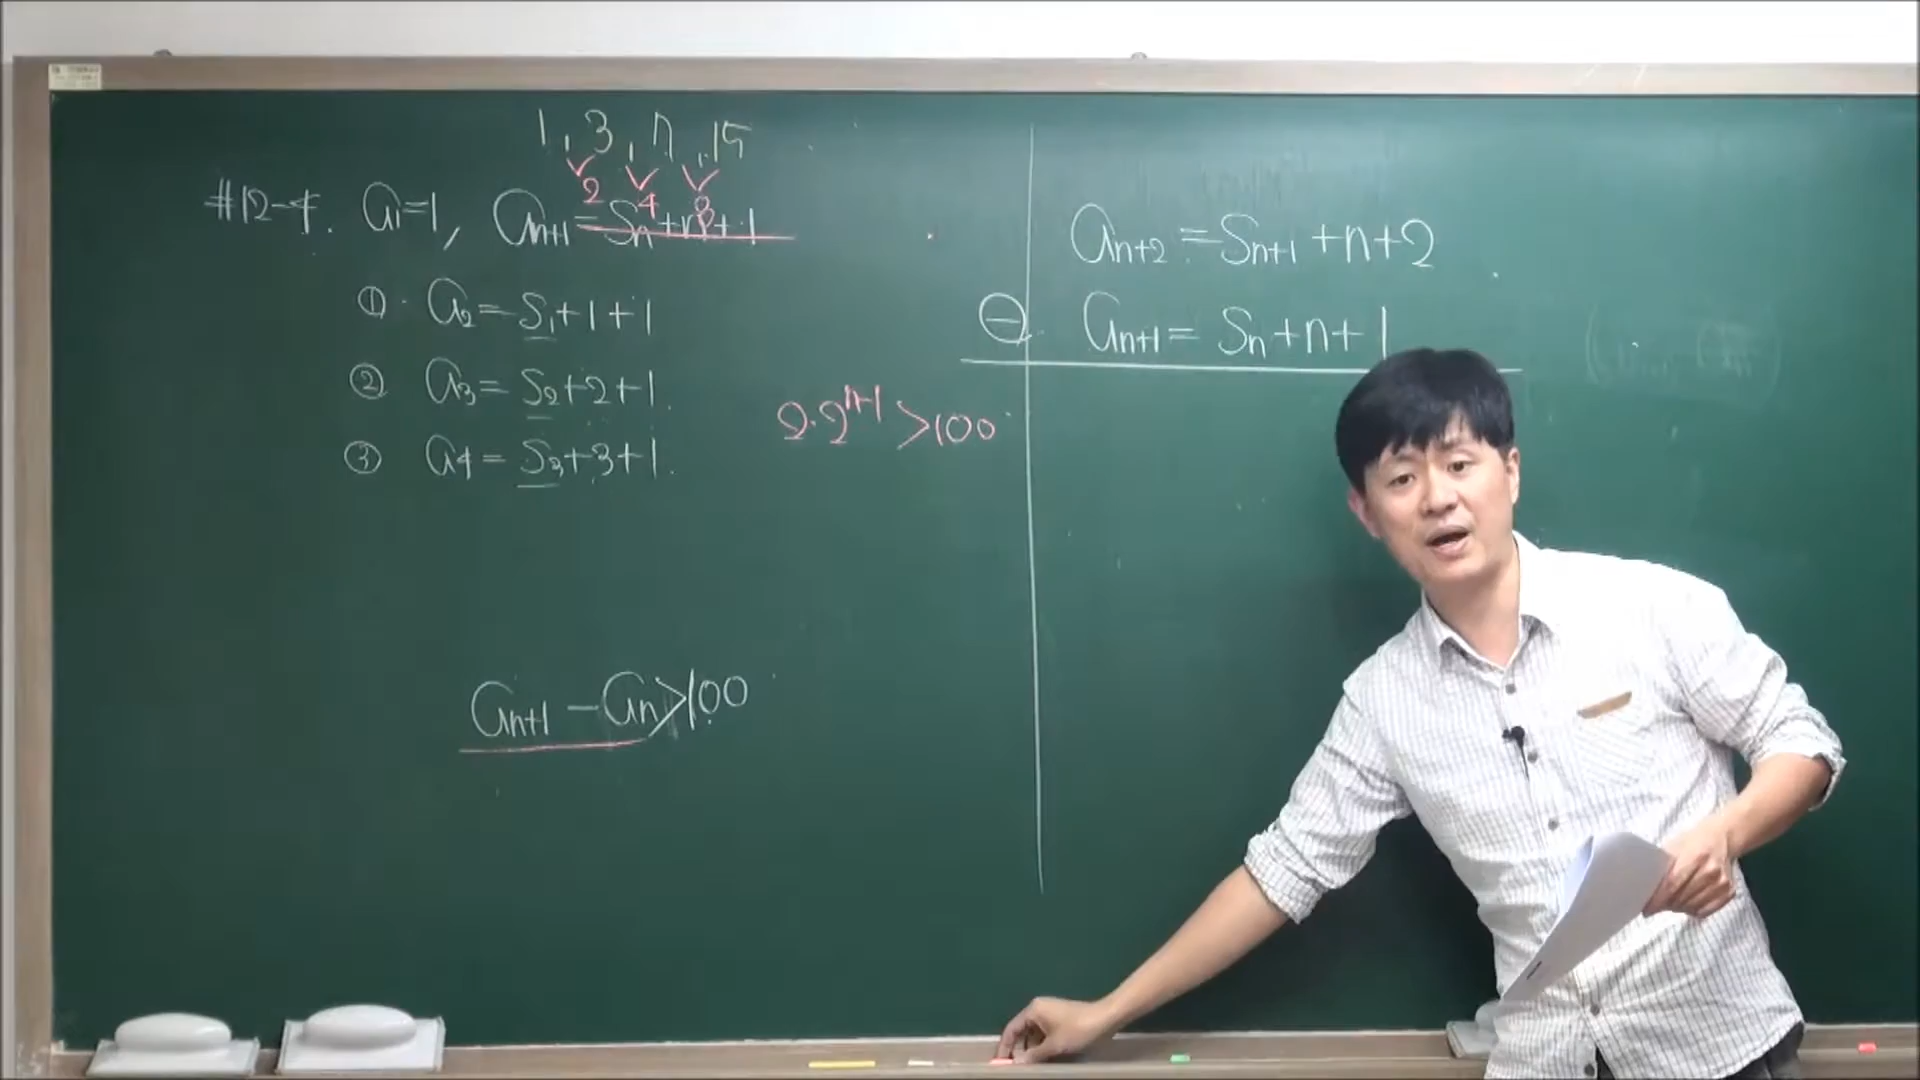 1, 3, 7, 15
2 4 8
#12-4. a₁=1, aₙ₊₁=Sₙ+n+1
① a₂=S₁+1+1
② a₃=S₂+2+1
③ a₄=S₃+3+1
2·2ⁿ⁻¹>100
aₙ₊₁-aₙ>100
aₙ₊₂=Sₙ₊₁+n+2
⊖ aₙ₊₁=Sₙ+n+1